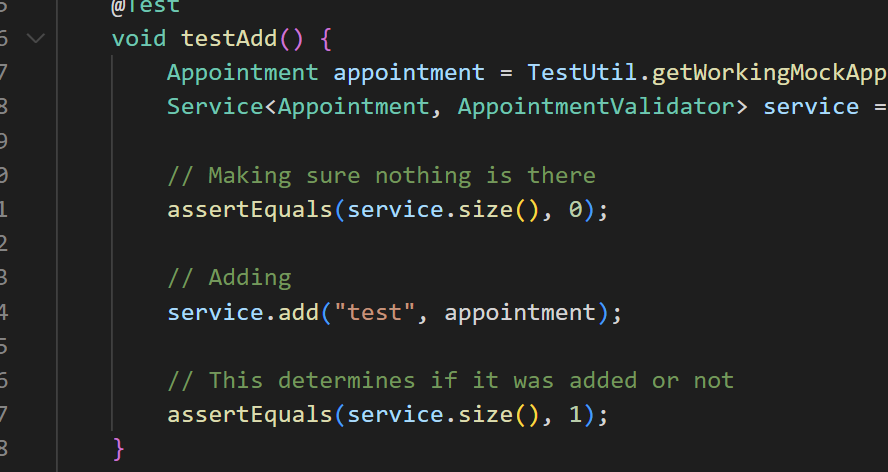 @Test
void testAdd() {
Appointment appointment = TestUtil.getWorkingMockApp
Service<Appointment, AppointmentValidator> service =
// Making sure nothing is there
assertEquals(service.size(), 0);
// Adding
service.add("test", appointment);
// This determines if it was added or not
assertEquals(service.size(), 1);
}